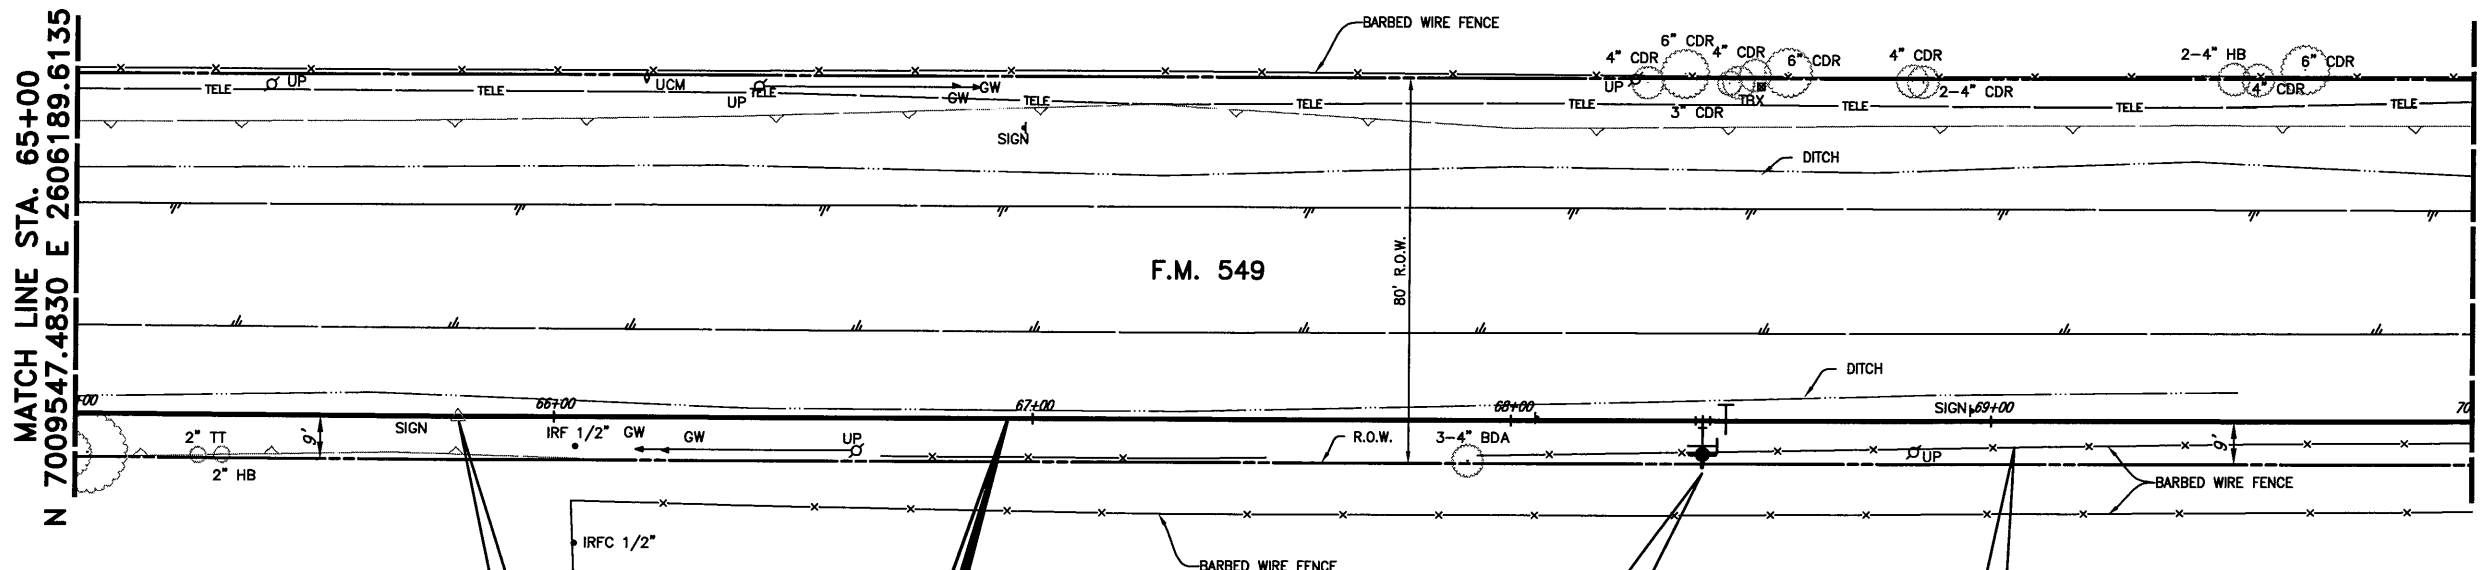 MATCH LINE STA. 65+00
N 7009547.4830 E 2606189.6135
BARBED WIRE FENCE
6" CDR
4" CDR
4" CDR
6" CDR
4" CDR
2-4" HB
6" CDR
UP
UCM
GW
UP
2-4" CDR
4" CDR
TELE
TELE
TELE
UP
GW
TELE
TBX
3" CDR
TELE
TELE
TELE
TELE
TELE
SIGN
DITCH
F.M. 549
80' R.O.W.
DITCH
+00
66+00
67+00
68+00
SIGN
69+00
70
2" TT
9'
SIGN
IRF 1/2"
GW
GW
UP
R.O.W.
3-4" BDA
UP
9'
2" HB
BARBED WIRE FENCE
IRFC 1/2"
BARBED WIRE FENCE